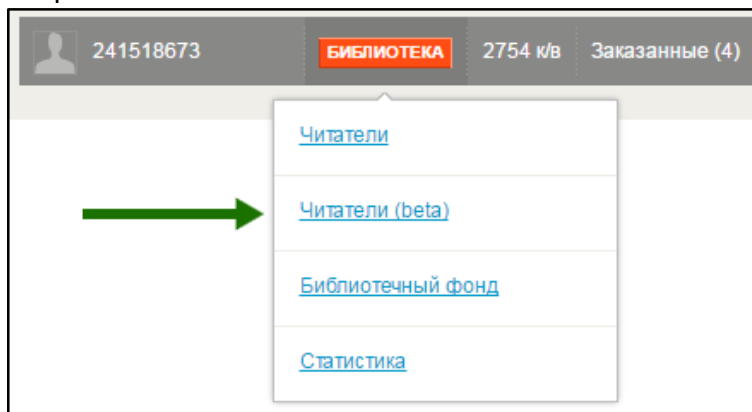 241518673 БИБЛИОТЕКА 2754 к/в Заказанные (4)
Читатели
Читатели (beta)
Библиотечный фонд
Статистика